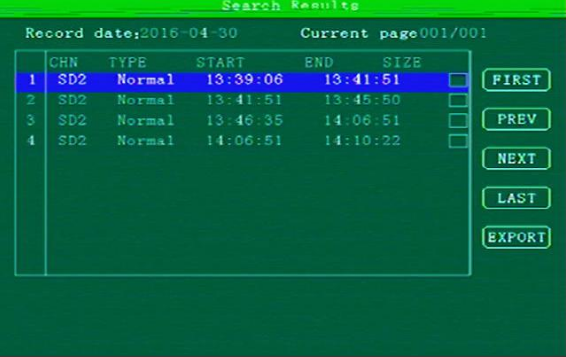 Search Results
Record date:2016-04-30 Current page001/001
CHN TYPE START END SIZE
1 SD2 Normal 13:39:06 13:41:51
2 SD2 Normal 13:41:51 13:45:50
3 SD2 Normal 13:46:35 14:06:51
4 SD2 Normal 14:06:51 14:10:22
FIRST
PREV
NEXT
LAST
EXPORT